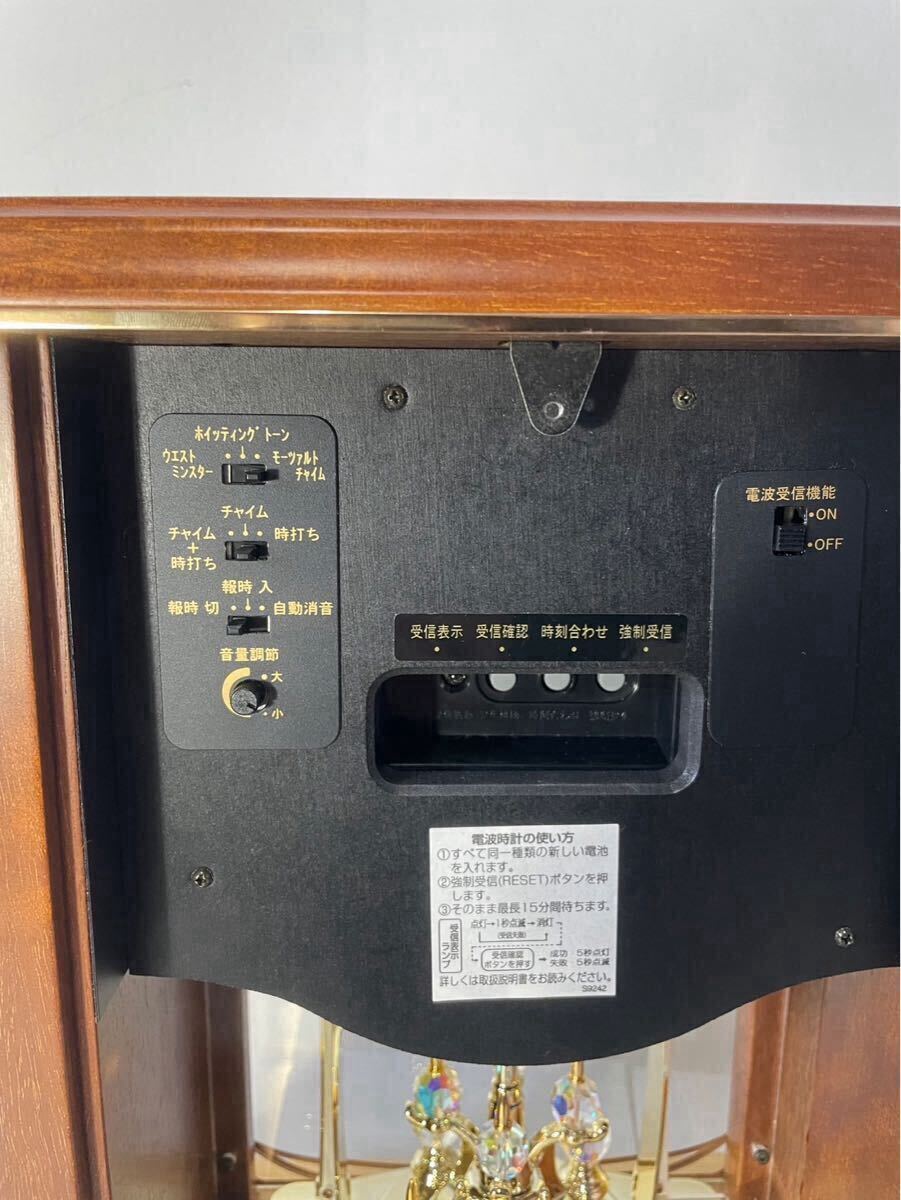 ホイッティングトーン
ウエスト
ミンスター
モーツァルト
チャイム
チャイム
チャイム
+
時打ち
時打ち
報時 入
報時 切
自動消音
音量調節
大
小
受信表示 受信確認 時刻合わせ 強制受信
電波受信機能
ON
OFF
電波時計の使い方
①すべて同一種類の新しい電池
を入れます。
②強制受信(RESET)ボタンを押
します。
③そのまま最長15分間待ちます。
受信表示
ランプ
点灯→1秒点滅→消灯
(受信失敗)
受信確認
ボタンを押す
→ 成功:5秒点灯
失敗:5秒点滅
詳しくは取扱説明書をお読みください。
S9242